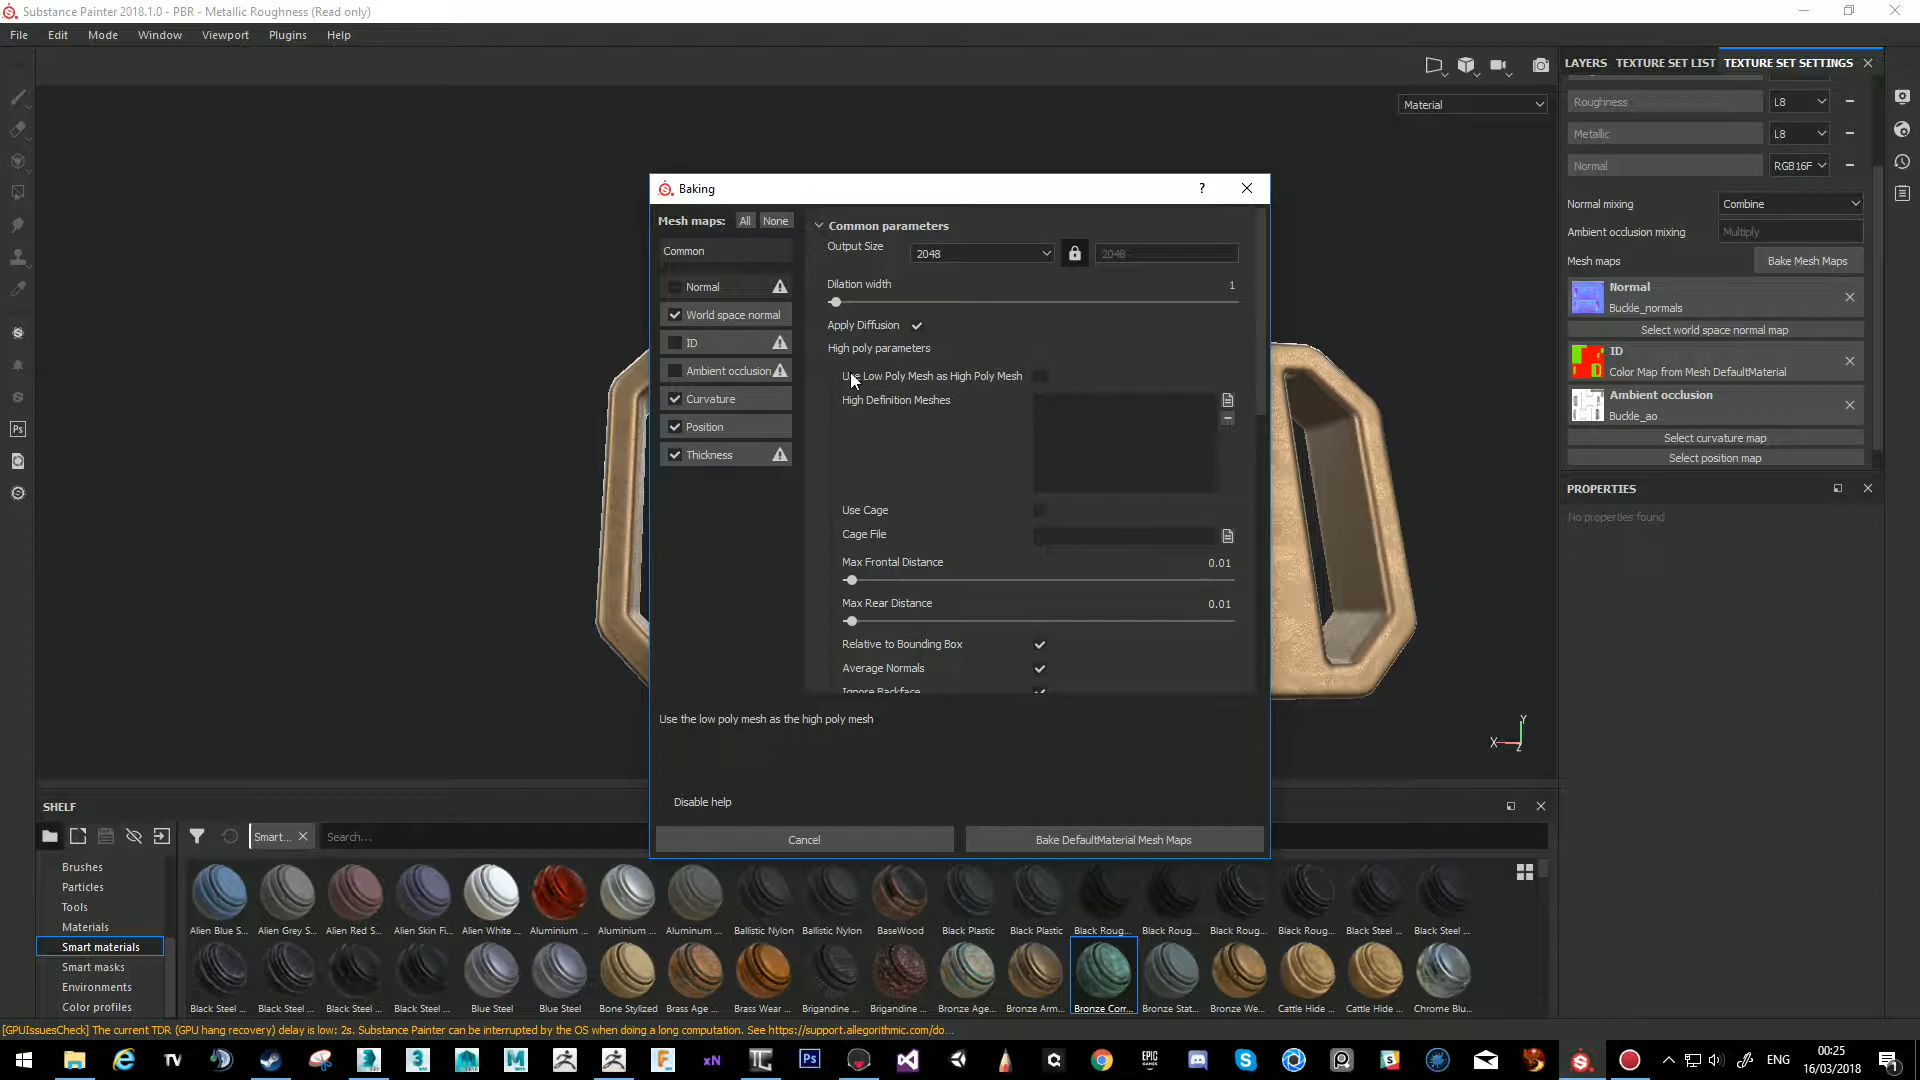 Substance Painter 2018.1.0 - PBR - Metallic Roughness (Read only)
File Edit Mode Window Viewport Plugins Help
LAYERS TEXTURE SET LIST TEXTURE SET SETTINGS
Material
Roughness L8
Metallic L8
Normal RGB16F
Normal mixing Combine
Ambient occlusion mixing Multiply
Mesh maps Bake Mesh Maps
Normal
Buckle_normals
Select world space normal map
ID
Color Map from Mesh DefaultMaterial
Ambient occlusion
Buckle_ao
Select curvature map
Select position map
PROPERTIES
No properties found
Baking
?
Mesh maps: All None
Common
Normal
World space normal
ID
Ambient occlusion
Curvature
Position
Thickness
Common parameters
Output Size 2048 2048
Dilation width 1
Apply Diffusion
High poly parameters
Use Low Poly Mesh as High Poly Mesh
High Definition Meshes
Use Cage
Cage File
Max Frontal Distance 0.01
Max Rear Distance 0.01
Relative to Bounding Box
Average Normals
Ignore Backface
Use the low poly mesh as the high poly mesh
Disable help
Cancel Bake DefaultMaterial Mesh Maps
X Y Z
SHELF
Smart... Search...
Brushes
Particles
Tools
Materials
Smart materials
Smart masks
Environments
Color profiles
Alien Blue S... Alien Grey S... Alien Red S... Alien Skin Fi... Alien White ... Aluminium ... Aluminium ... Aluminum ... Ballistic Nylon Ballistic Nylon BaseWood Black Plastic Black Plastic Black Roug... Black Roug... Black Roug... Black Roug... Black Steel ... Black Steel ...
Black Steel ... Black Steel ... Black Steel ... Black Steel ... Blue Steel Blue Steel Bone Stylized Brass Age ... Brass Wear ... Brigandine ... Brigandine ... Bronze Age... Bronze Arm... Bronze Corr... Bronze Stat... Bronze We... Cattle Hide ... Cattle Hide ... Chrome Blu...
[GPUIssuesCheck] The current TDR (GPU hang recovery) delay is low: 2s. Substance Painter can be interrupted by the OS when doing a long computation. See https://support.allegorithmic.com/do...
ENG
00:25
16/03/2018